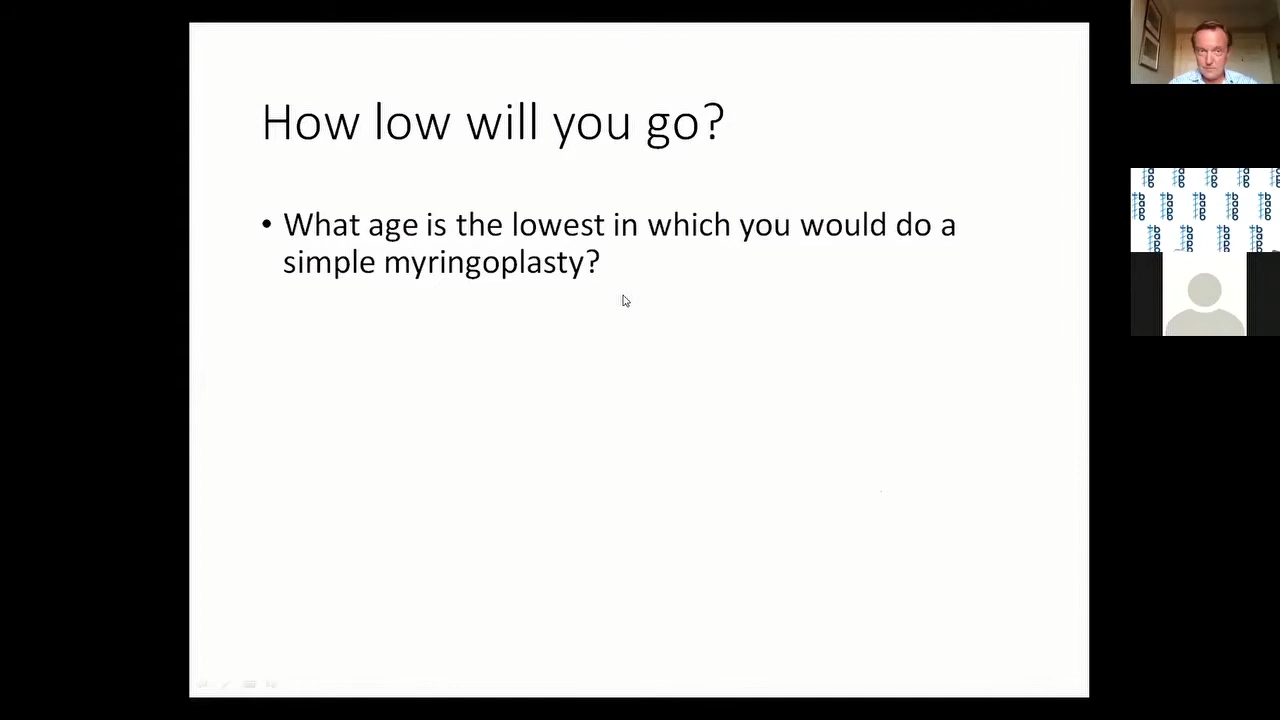 How low will you go?
• What age is the lowest in which you would do a
simple myringoplasty?